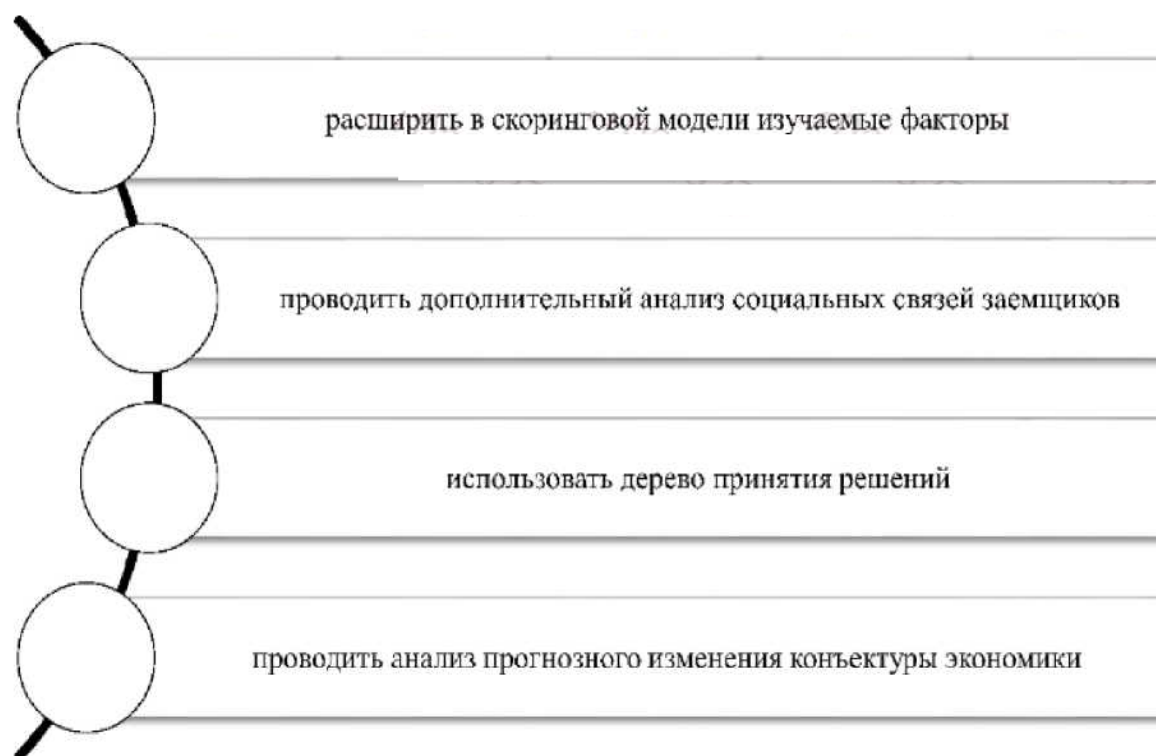 расширить в скоринговой модели изучаемые факторы
проводить дополнительный анализ социальных связей заемщиков
использовать дерево принятия решений
проводить анализ прогнозного изменения конъектуры экономики